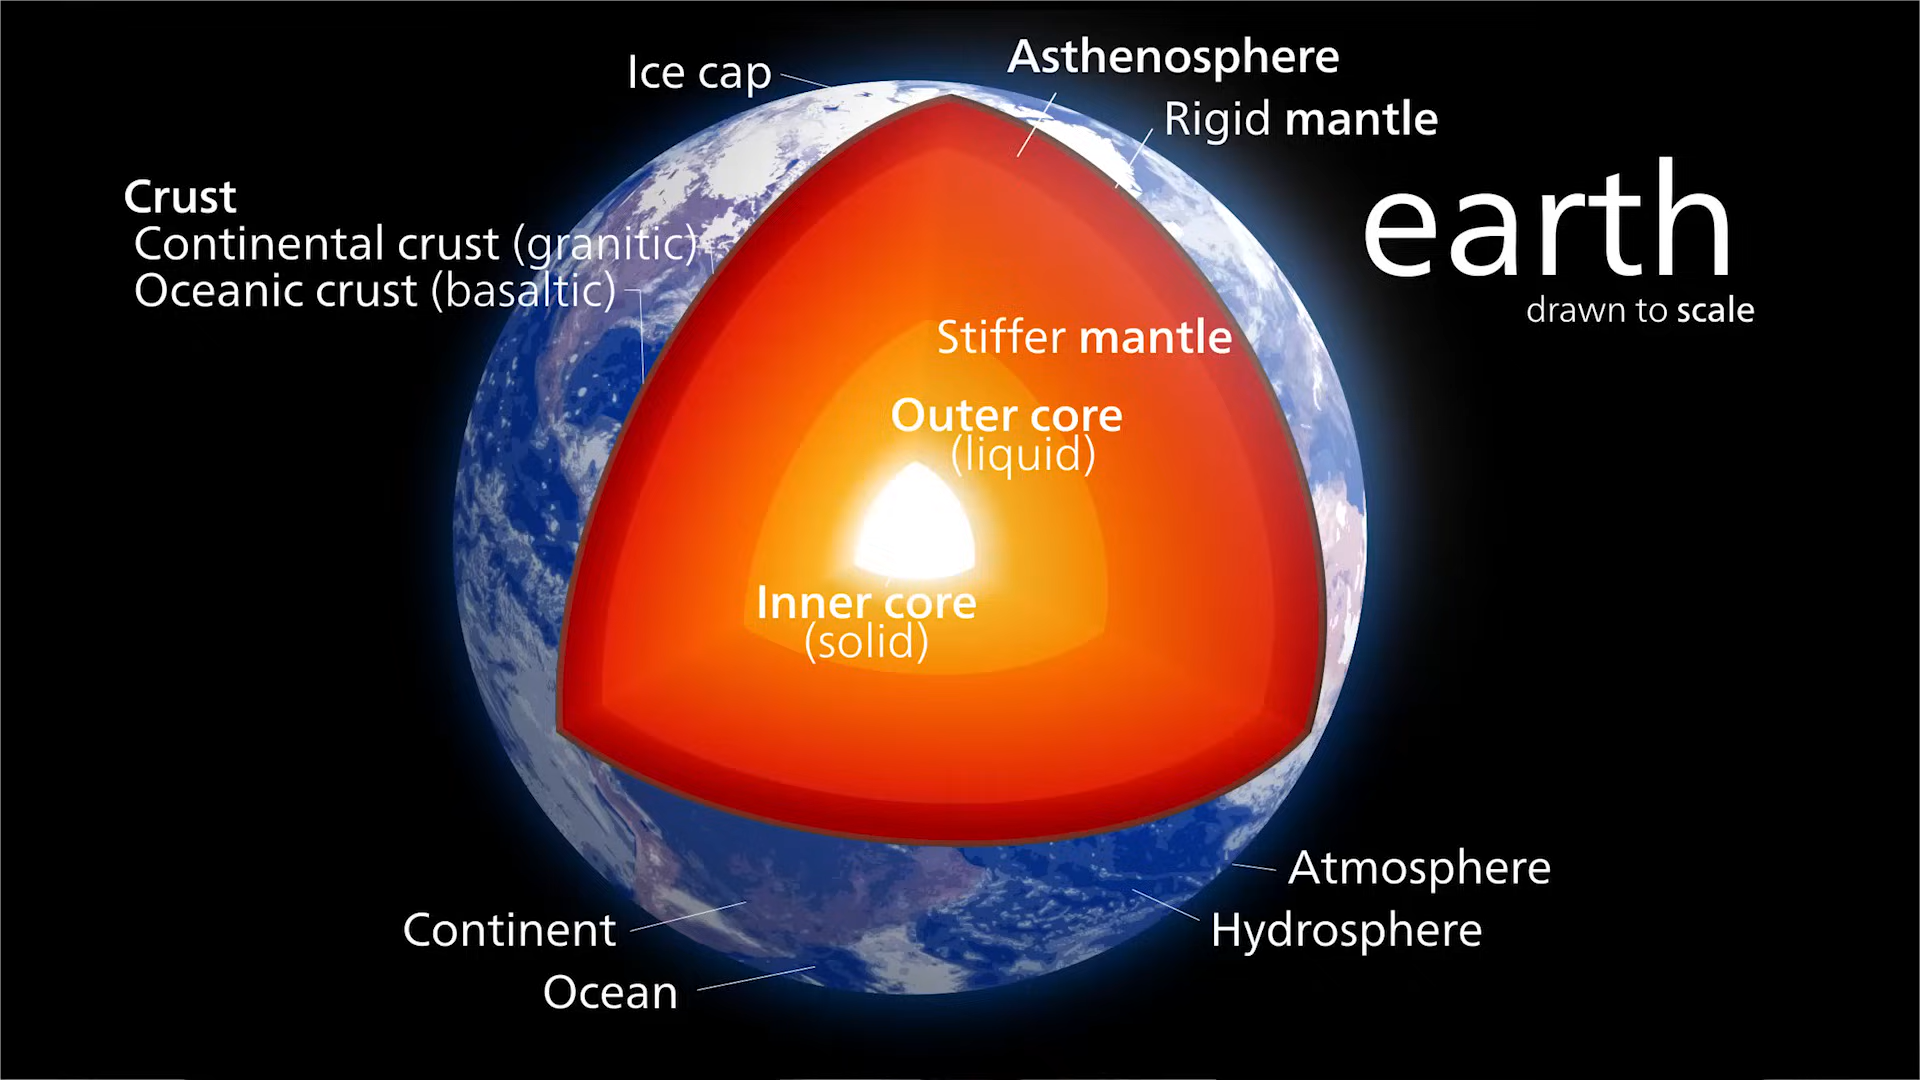 Ice cap
Asthenosphere
Rigid mantle
earth
drawn to scale
Crust
Continental crust (granitic)
Oceanic crust (basaltic)
Stiffer mantle
Outer core
(liquid)
Inner core
(solid)
Atmosphere
Hydrosphere
Continent
Ocean